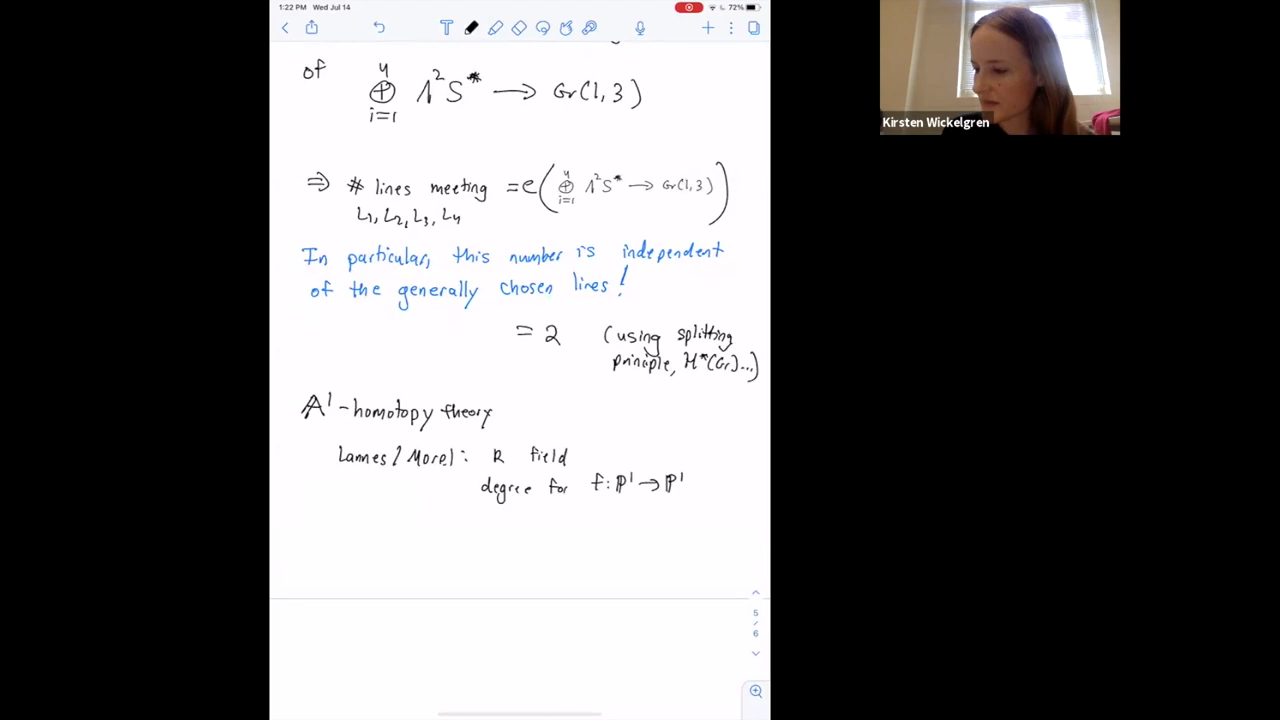 1:22 PM Wed Jul 14
72%
of ⊕ Λ²S* → Gr(1,3)
4
i=1
⇒ # lines meeting L₁, L₂, L₃, L₄ = e(⊕ Λ²S* → Gr(1,3))
4
i=1
In particular, this number is independent
of the generally chosen lines!
= 2 (using splitting
principle, H*(Gr)...)
A¹-homotopy theory
Lannes / Morel: k field
degree for f: P¹ → P¹
5
/
6
Kirsten Wickelgren